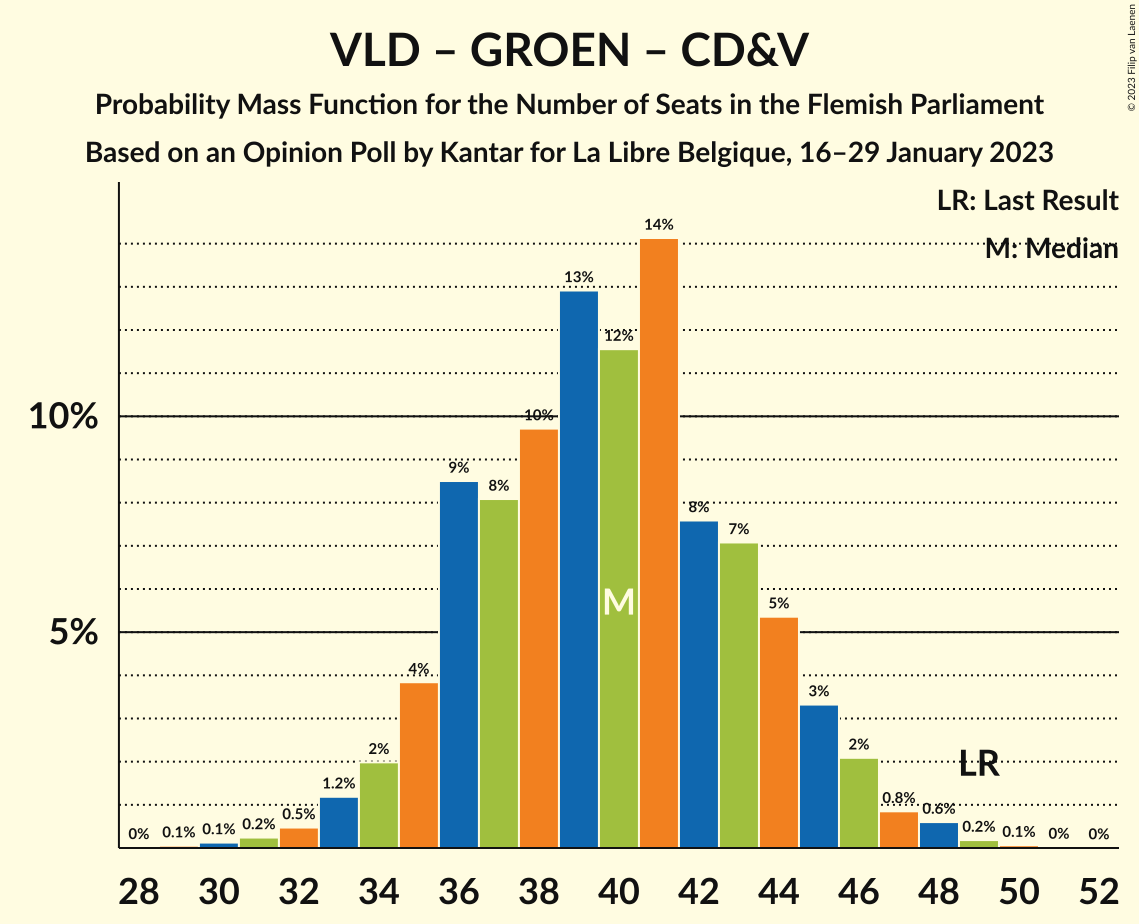 © 2023 Filip van Laenen
VLD – GROEN – CD&V
Probability Mass Function for the Number of Seats in the Flemish Parliament
Based on an Opinion Poll by Kantar for La Libre Belgique, 16–29 January 2023
LR: Last Result
M: Median
10%
5%
0% 0.1% 0.1% 0.2% 0.5% 1.2% 2% 4% 9% 8% 10% 13% 12% 14% 8% 7% 5% 3% 2% 0.8% 0.6% 0.2% 0.1% 0% 0%
M
LR
28 30 32 34 36 38 40 42 44 46 48 50 52